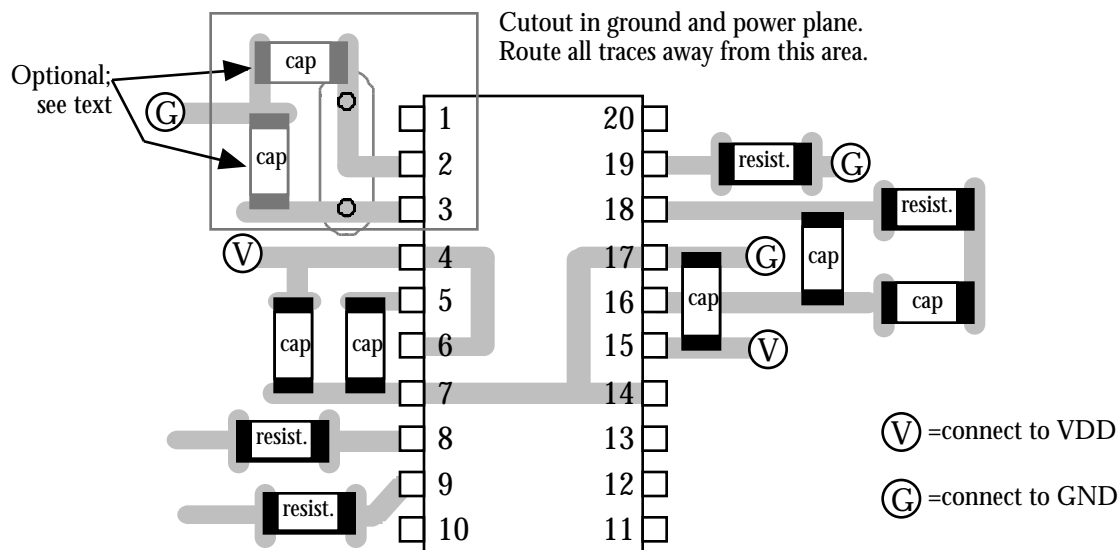 Cutout in ground and power plane.
Route all traces away from this area.
Optional;
see text
cap
G
cap
1
2
3
4
5
6
7
8
9
10
20
19
18
17
16
15
14
13
12
11
V
cap
cap
resist.
resist.
resist.
G
resist.
G
cap
cap
cap
V
V =connect to VDD
G =connect to GND